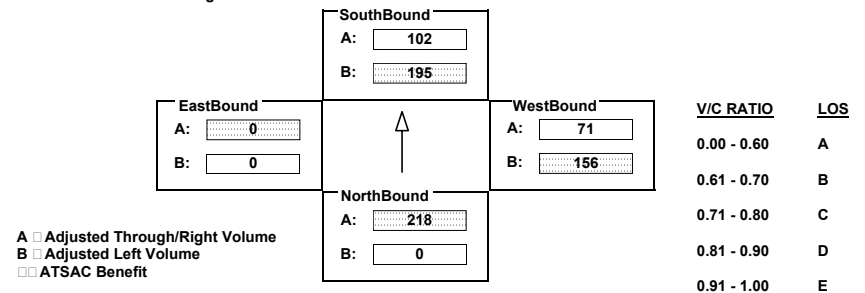 SouthBound
A: 102
B: 195
EastBound
A: 0
B: 0
WestBound
A: 71
B: 156
NorthBound
A: 218
B: 0
A □ Adjusted Through/Right Volume
B □ Adjusted Left Volume
□□ ATSAC Benefit
V/C RATIO LOS
0.00 - 0.60 A
0.61 - 0.70 B
0.71 - 0.80 C
0.81 - 0.90 D
0.91 - 1.00 E